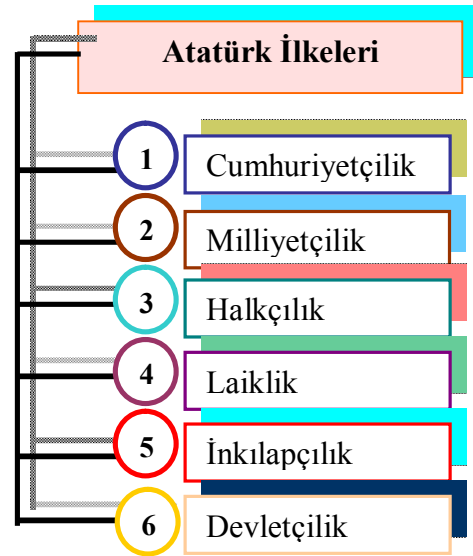 Atatürk İlkeleri
1 Cumhuriyetçilik
2 Milliyetçilik
3 Halkçılık
4 Laiklik
5 İnkılapçılık
6 Devletçilik